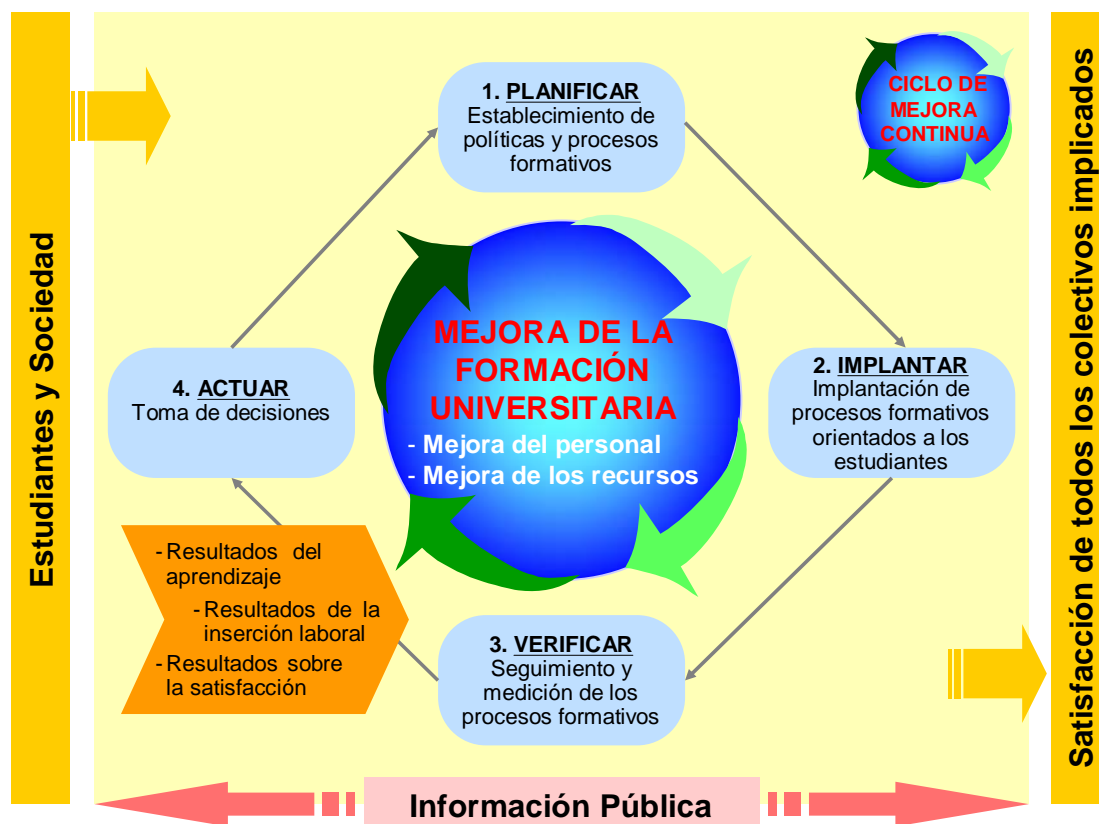 Estudiantes y Sociedad
1. PLANIFICAR
Establecimiento de
políticas y procesos
formativos
CICLO DE
MEJORA
CONTINUA
MEJORA DE LA
FORMACIÓN
UNIVERSITARIA
- Mejora del personal
- Mejora de los recursos
2. IMPLANTAR
Implantación de
procesos formativos
orientados a los
estudiantes
4. ACTUAR
Toma de decisiones
- Resultados del
aprendizaje
- Resultados de la
inserción laboral
- Resultados sobre
la satisfacción
3. VERIFICAR
Seguimiento y
medición de los
procesos formativos
Información Pública
Satisfacción de todos los colectivos implicados